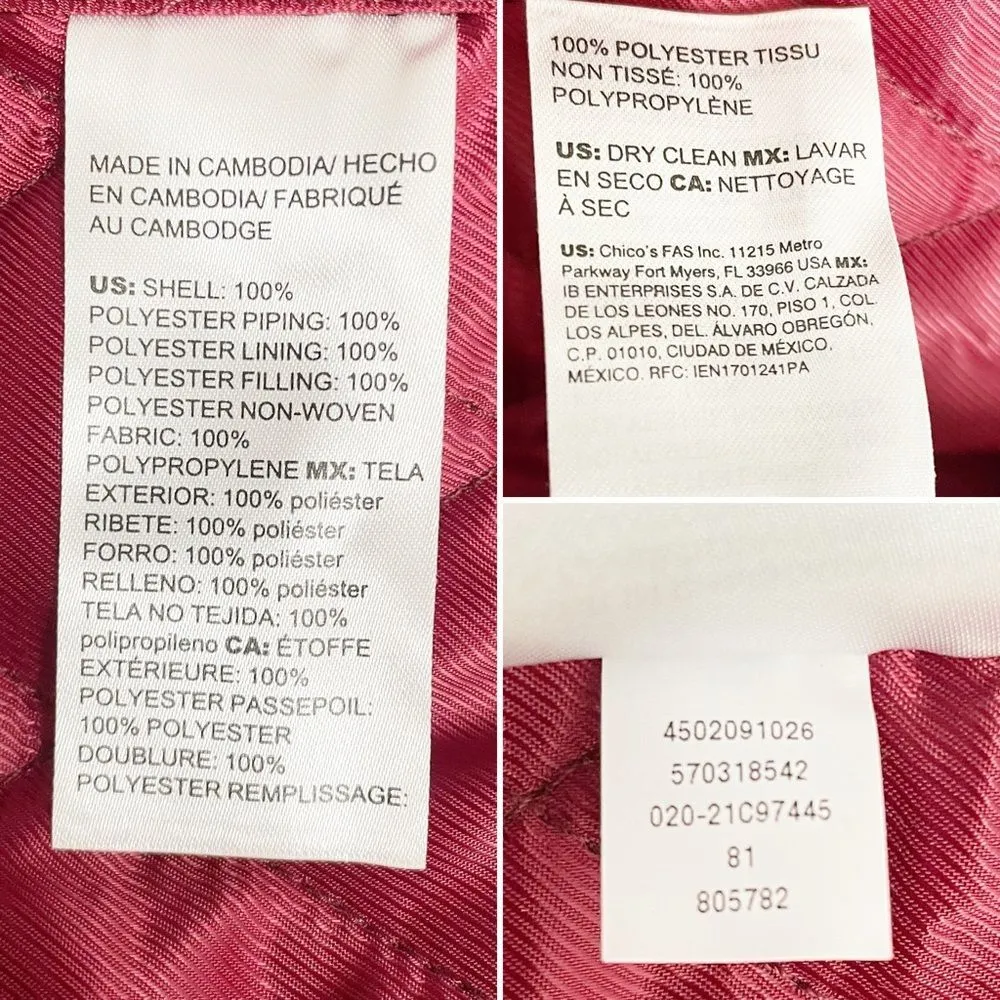 MADE IN CAMBODIA/ HECHO
EN CAMBODIA/ FABRIQUÉ
AU CAMBODGE
US: SHELL: 100%
POLYESTER PIPING: 100%
POLYESTER LINING: 100%
POLYESTER FILLING: 100%
POLYESTER NON-WOVEN
FABRIC: 100%
POLYPROPYLENE MX: TELA
EXTERIOR: 100% poliéster
RIBETE: 100% poliéster
FORRO: 100% poliéster
RELLENO: 100% poliéster
TELA NO TEJIDA: 100%
polipropileno CA: ÉTOFFE
EXTÉRIEURE: 100%
POLYESTER PASSEPOIL:
100% POLYESTER
DOUBLURE: 100%
POLYESTER REMPLISSAGE:
100% POLYESTER TISSU
NON TISSÉ: 100%
POLYPROPYLÈNE
US: DRY CLEAN MX: LAVAR
EN SECO CA: NETTOYAGE
À SEC
US: Chico's FAS Inc. 11215 Metro
Parkway Fort Myers, FL 33966 USA MX:
IB ENTERPRISES S.A. DE C.V. CALZADA
DE LOS LEONES NO. 170, PISO 1, COL.
LOS ALPES, DEL. ÁLVARO OBREGÓN,
C.P. 01010, CIUDAD DE MÉXICO,
MÉXICO. RFC: IEN1701241PA
4502091026
570318542
020-21C97445
81
805782